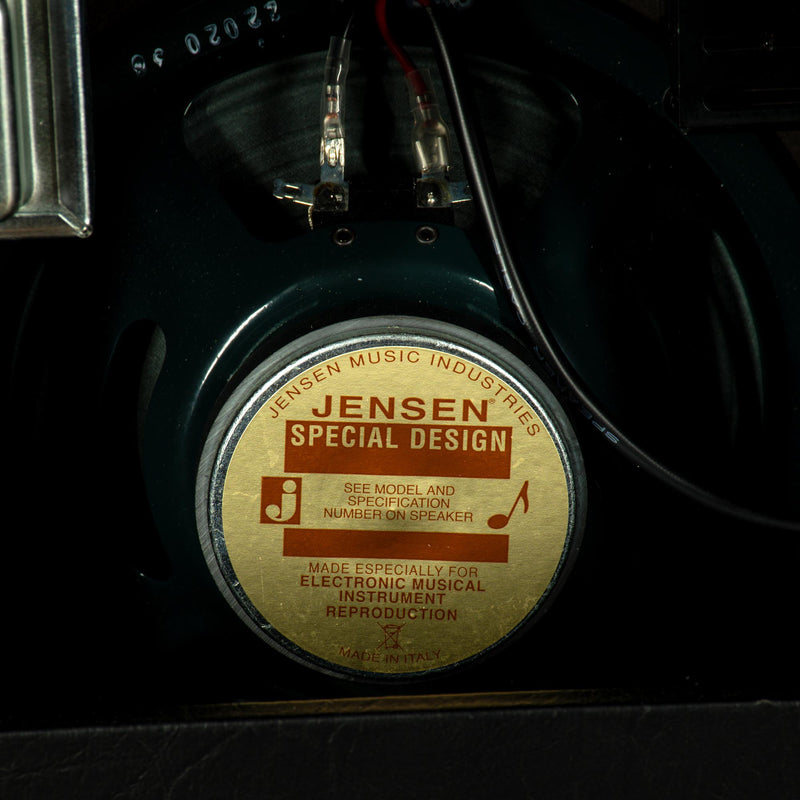 JENSEN MUSIC INDUSTRIES
JENSEN®
SPECIAL DESIGN
j
SEE MODEL AND
SPECIFICATION
NUMBER ON SPEAKER
MADE ESPECIALLY FOR
ELECTRONIC MUSICAL
INSTRUMENT
REPRODUCTION
MADE IN ITALY